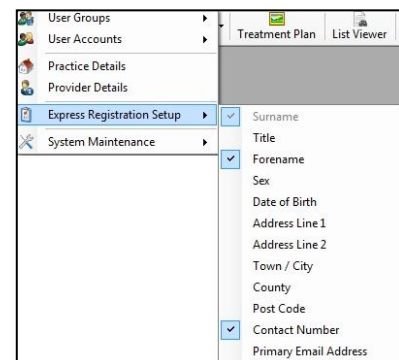 User Groups
User Accounts
Treatment Plan
List Viewer
Practice Details
Provider Details
Express Registration Setup
System Maintenance
Surname
Title
Forename
Sex
Date of Birth
Address Line 1
Address Line 2
Town / City
County
Post Code
Contact Number
Primary Email Address